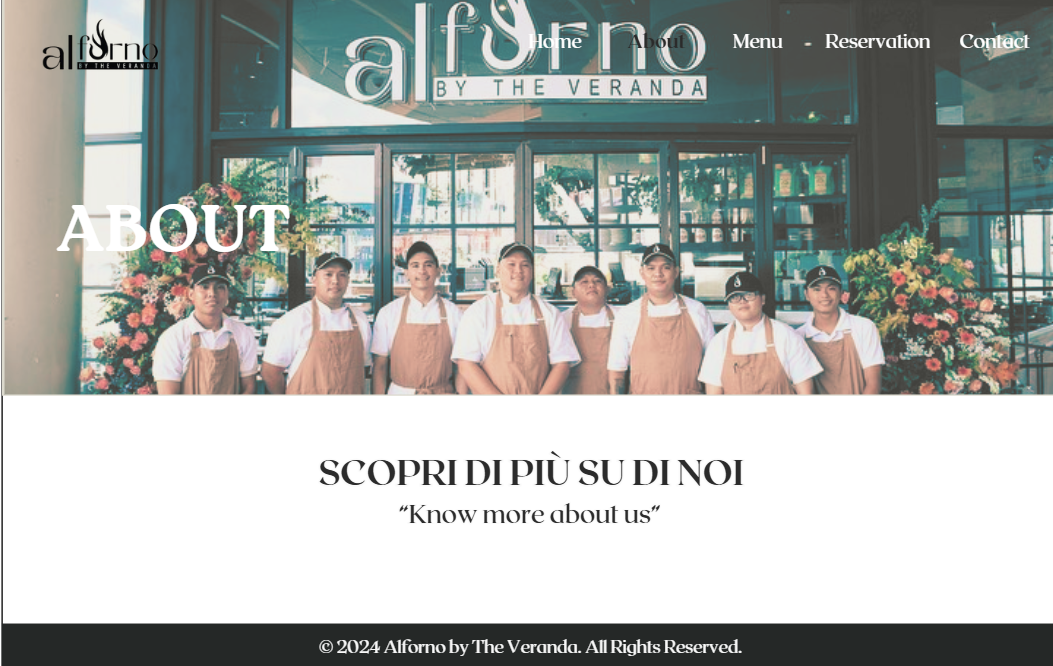 alforno
BY THE VERANDA
alforno
BY THE VERANDA
Home About Menu Reservation Contact
ABOUT
SCOPRI DI PIÙ SU DI NOI
“Know more about us”
© 2024 Alforno by The Veranda. All Rights Reserved.